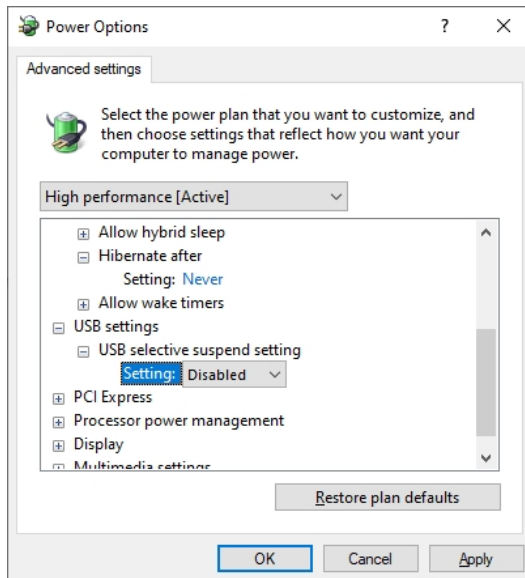 Power Options
?
Advanced settings
Select the power plan that you want to customize, and
then choose settings that reflect how you want your
computer to manage power.
High performance [Active]
Allow hybrid sleep
Hibernate after
Setting: Never
Allow wake timers
USB settings
USB selective suspend setting
Setting: Disabled
PCI Express
Processor power management
Display
Multimedia settings
Restore plan defaults
OK Cancel Apply